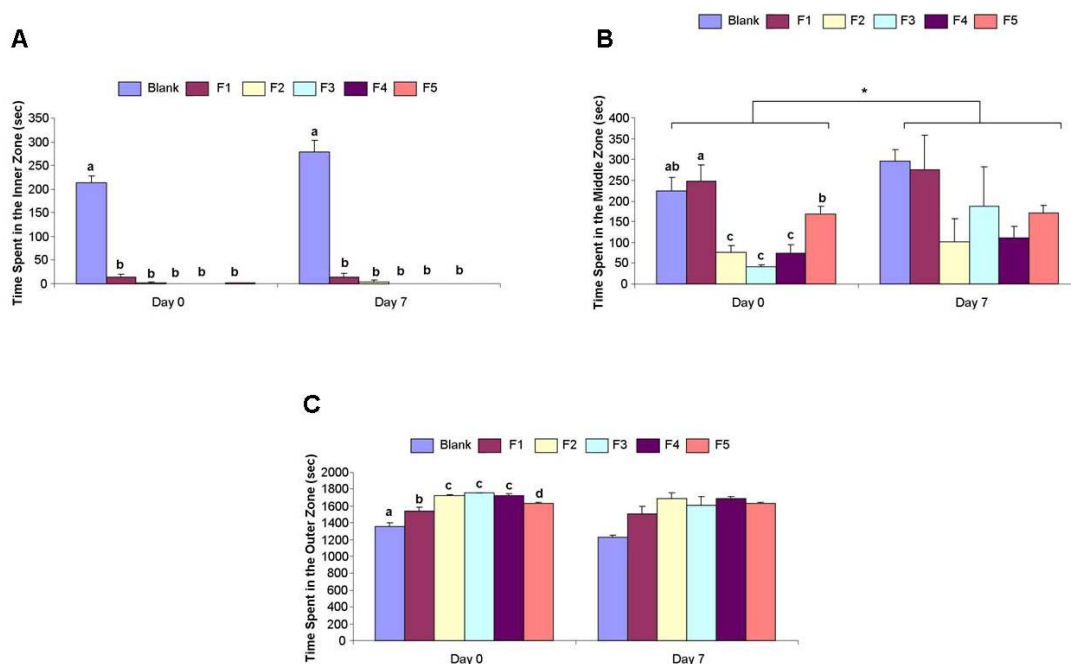 A
Blank F1 F2 F3 F4 F5
Time Spent in the Inner Zone (sec)
350
300
250
200
150
100
50
0
a
b
b
b
b
b
a
b
b
b
b
b
Day 0
Day 7
B
Blank F1 F2 F3 F4 F5
Time Spent in the Middle Zone (sec)
400
350
300
250
200
150
100
50
0
*
ab
a
c
c
c
b
Day 0
Day 7
C
Blank F1 F2 F3 F4 F5
Time Spent in the Outer Zone (sec)
2000
1800
1600
1400
1200
1000
800
600
400
200
0
a
b
c
c
c
d
Day 0
Day 7